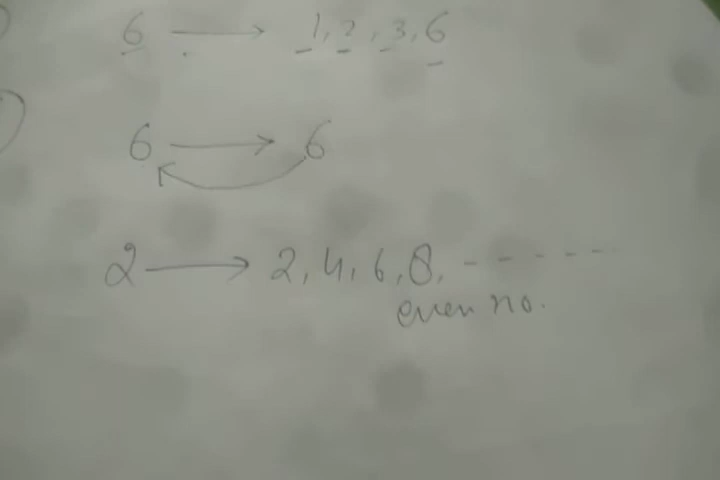 6 → 1, 2, 3, 6
6 → 6
2 → 2, 4, 6, 8, - - - - - -
even no.